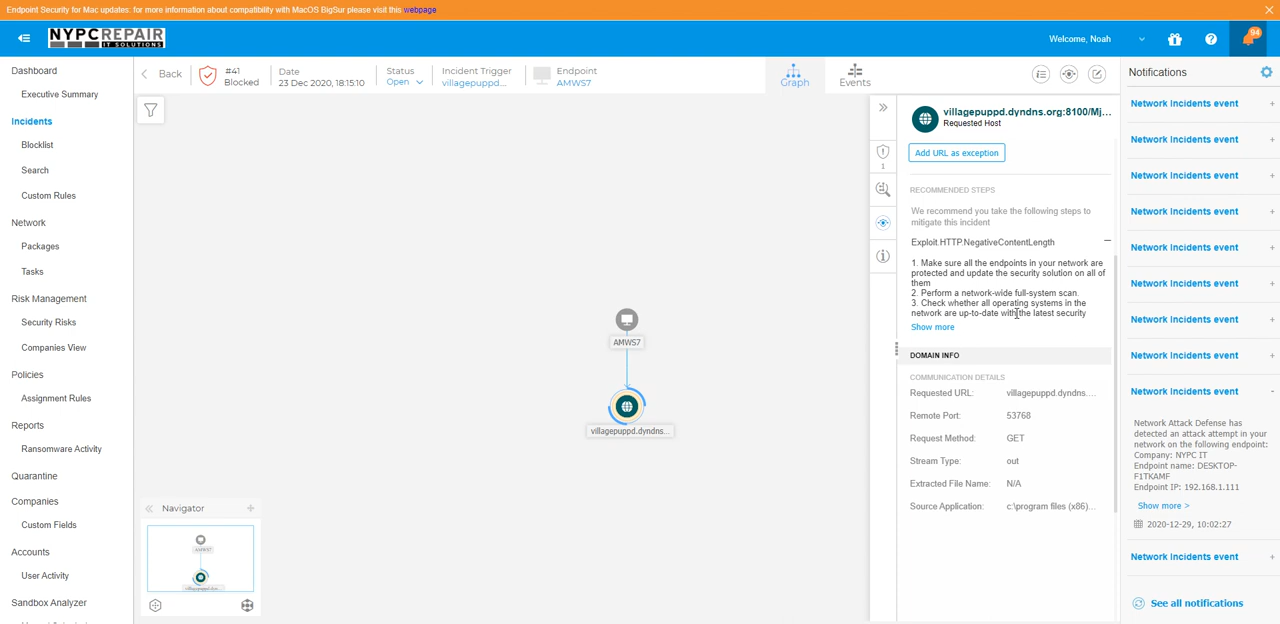 Endpoint Security for Mac updates: for more information about compatibility with MacOS BigSur please visit this webpage
NYPCREPAIR
IT SOLUTIONS
Welcome, Noah
94
Dashboard
Executive Summary
Incidents
Blocklist
Search
Custom Rules
Network
Packages
Tasks
Risk Management
Security Risks
Companies View
Policies
Assignment Rules
Reports
Ransomware Activity
Quarantine
Companies
Custom Fields
Accounts
User Activity
Sandbox Analyzer
Back
#41
Blocked
Date
23 Dec 2020, 18:15:10
Status
Open
Incident Trigger
villagepuppd....
Endpoint
AMWS7
Graph
Events
AMWS7
villagepuppd.dyndns...
Navigator
AMWS7
villagepuppd.dyn...
1
villagepuppd.dyndns.org:8100/Mj...
Requested Host
Add URL as exception
RECOMMENDED STEPS
We recommend you take the following steps to
mitigate this incident
Exploit.HTTP.NegativeContentLength
1. Make sure all the endpoints in your network are
protected and update the security solution on all of
them
2. Perform a network-wide full-system scan.
3. Check whether all operating systems in the
network are up-to-date with the latest security
Show more
DOMAIN INFO
COMMUNICATION DETAILS
Requested URL: villagepuppd.dyndns....
Remote Port: 53768
Request Method: GET
Stream Type: out
Extracted File Name: N/A
Source Application: c:\program files (x86)...
Notifications
Network Incidents event
Network Incidents event
Network Incidents event
Network Incidents event
Network Incidents event
Network Incidents event
Network Incidents event
Network Incidents event
Network Incidents event
Network Attack Defense has
detected an attack attempt in your
network on the following endpoint:
Company: NYPC IT
Endpoint name: DESKTOP-
F1TKAMF
Endpoint IP: 192.168.1.111
Show more >
2020-12-29, 10:02:27
Network Incidents event
See all notifications